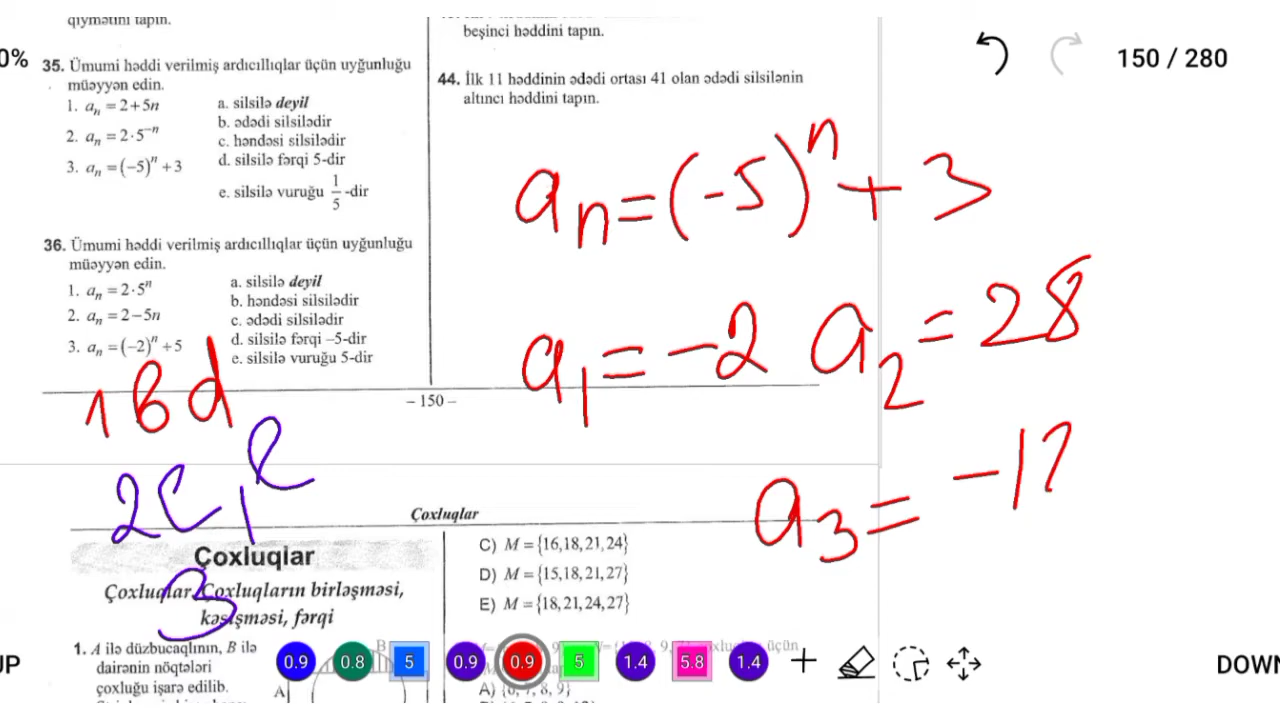 qiymətini tapın.
0%
35. Ümumi həddi verilmiş ardıcıllıqlar üçün uyğunluğu
müəyyən edin.
1. aₙ = 2+5n
2. aₙ = 2·5⁻ⁿ
3. aₙ = (−5)ⁿ +3
a. silsilə deyil
b. ədədi silsilədir
c. həndəsi silsilədir
d. silsilə fərqi 5-dir
e. silsilə vuruğu 1/5 -dir
36. Ümumi həddi verilmiş ardıcıllıqlar üçün uyğunluğu
müəyyən edin.
1. aₙ = 2·5ⁿ
2. aₙ = 2−5n
3. aₙ = (−2)ⁿ +5
a. silsilə deyil
b. həndəsi silsilədir
c. ədədi silsilədir
d. silsilə fərqi −5-dir
e. silsilə vuruğu 5-dir
beşinci həddini tapın.
44. İlk 11 həddinin ədədi ortası 41 olan ədədi silsilənin
altıncı həddini tapın.
150 / 280
aₙ = (-5)ⁿ + 3
a₁ = -2 a₂ = 28
a₃ = -12
1 b d
2 c, e
3
– 150 –
Çoxluqlar
Çoxluqlar
Çoxluqlar. Çoxluqların birləşməsi,
kəsişməsi, fərqi
1. A ilə düzbucaqlının, B ilə
dairənin nöqtələri
çoxluğu işarə edilib.
A
B
C) M = {16,18,21,24}
D) M = {15,18,21,27}
E) M = {18,21,24,27}
üçün
UP
0.9 0.8 5 0.9 0.9 5 1.4 5.8 1.4
DOWN